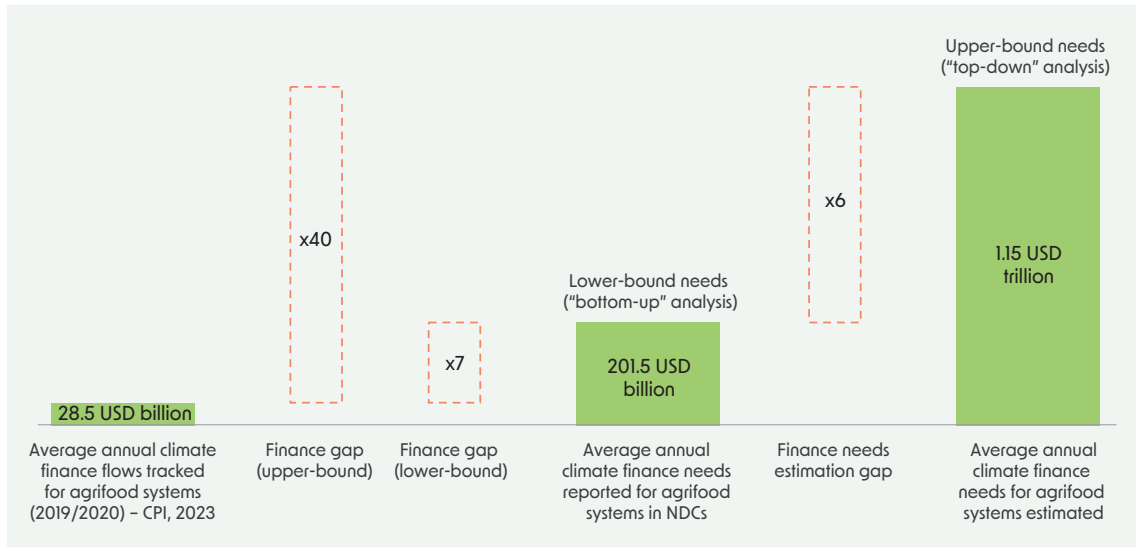 Upper-bound needs
(“top-down” analysis)
x40
x6
1.15 USD
trillion
Lower-bound needs
(“bottom-up” analysis)
x7
201.5 USD
billion
28.5 USD billion
Average annual climate
finance flows tracked
for agrifood systems
(2019/2020) – CPI, 2023
Finance gap
(upper-bound)
Finance gap
(lower-bound)
Average annual
climate finance needs
reported for agrifood
systems in NDCs
Finance needs
estimation gap
Average annual
climate finance
needs for agrifood
systems estimated